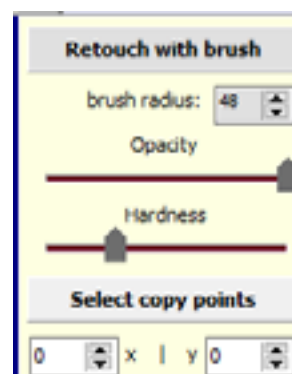 Retouch with brush
brush radius: 48
Opacity
Hardness
Select copy points
0 x | y 0